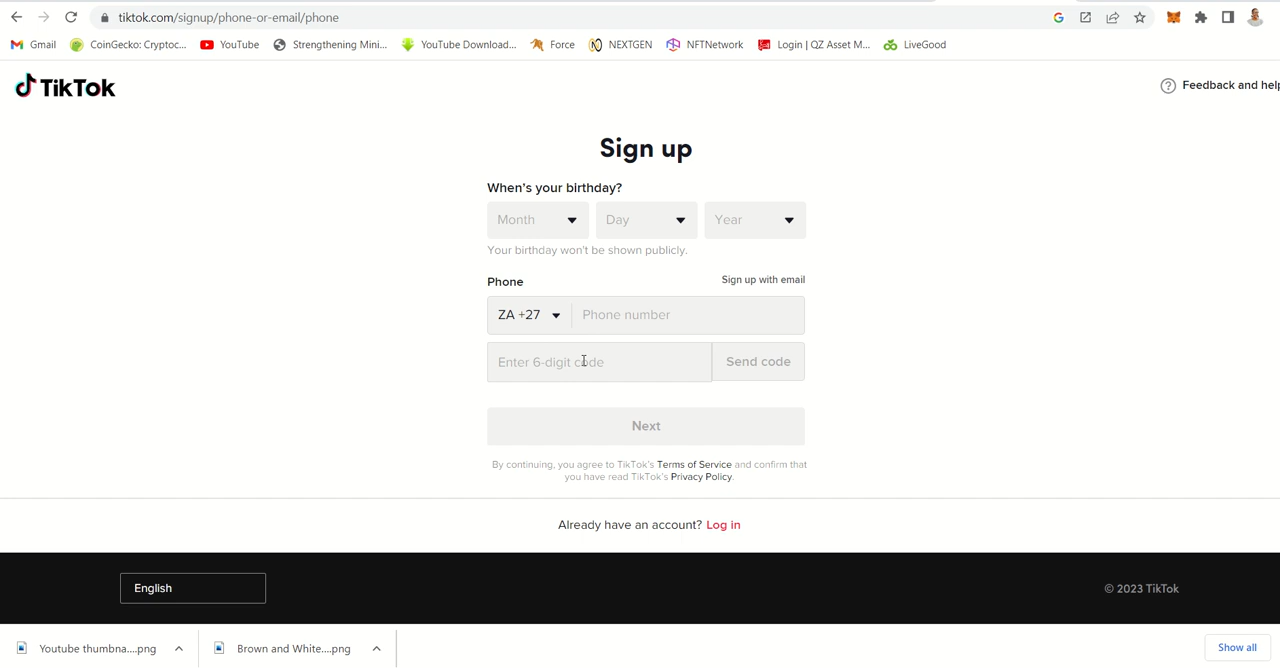 tiktok.com/signup/phone-or-email/phone
Gmail CoinGecko: Cryptoc... YouTube Strengthening Mini... YouTube Download... Force NEXTGEN NFTNetwork Login | QZ Asset M... LiveGood
TikTok
Feedback and help
Sign up
When's your birthday?
Month Day Year
Your birthday won't be shown publicly.
Phone Sign up with email
ZA +27 Phone number
Enter 6-digit code Send code
Next
By continuing, you agree to TikTok's Terms of Service and confirm that
you have read TikTok's Privacy Policy.
Already have an account? Log in
English © 2023 TikTok
Youtube thumbna....png Brown and White....png Show all